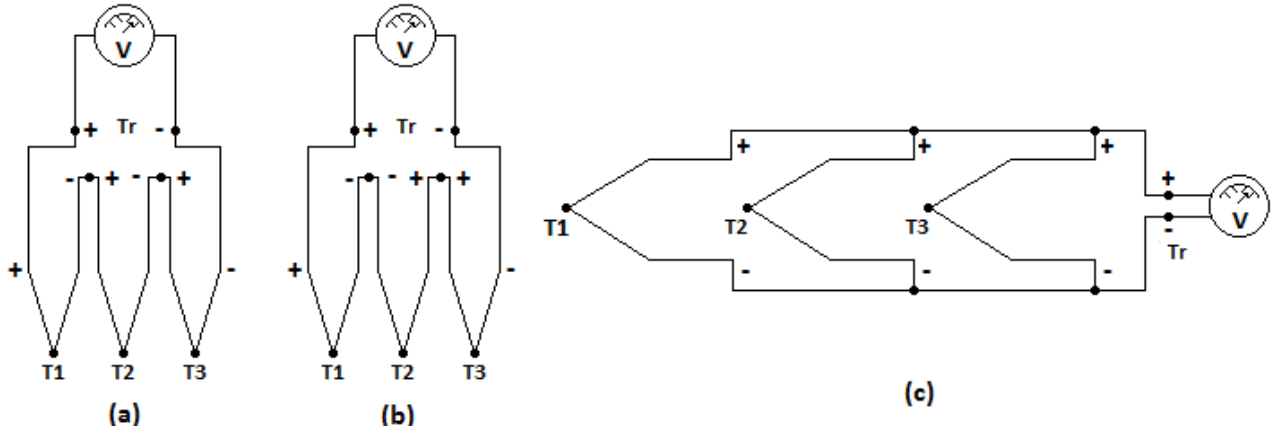 V
+ Tr -
- + - +
+ -
T1 T2 T3
(a)
V
+ Tr -
- - + +
+ -
T1 T2 T3
(b)
+ + +
+
T1 T2 T3 V
-
Tr
- - -
(c)